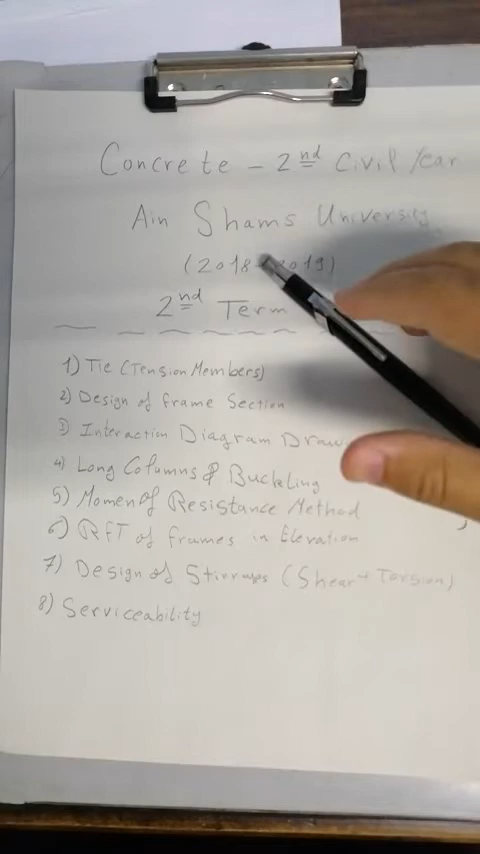 Concrete - 2nd Civil Year
Ain Shams University
(2018-2019)
2nd Term
1) Tie (Tension Members)
2) Design of frame Section
3) Interaction Diagram
4) Long Columns & Buckling
5) Momen of Resistance Method
6) RFT of frames in Elevation
7) Design of Stirrups (Shear + Torsion)
8) Serviceability